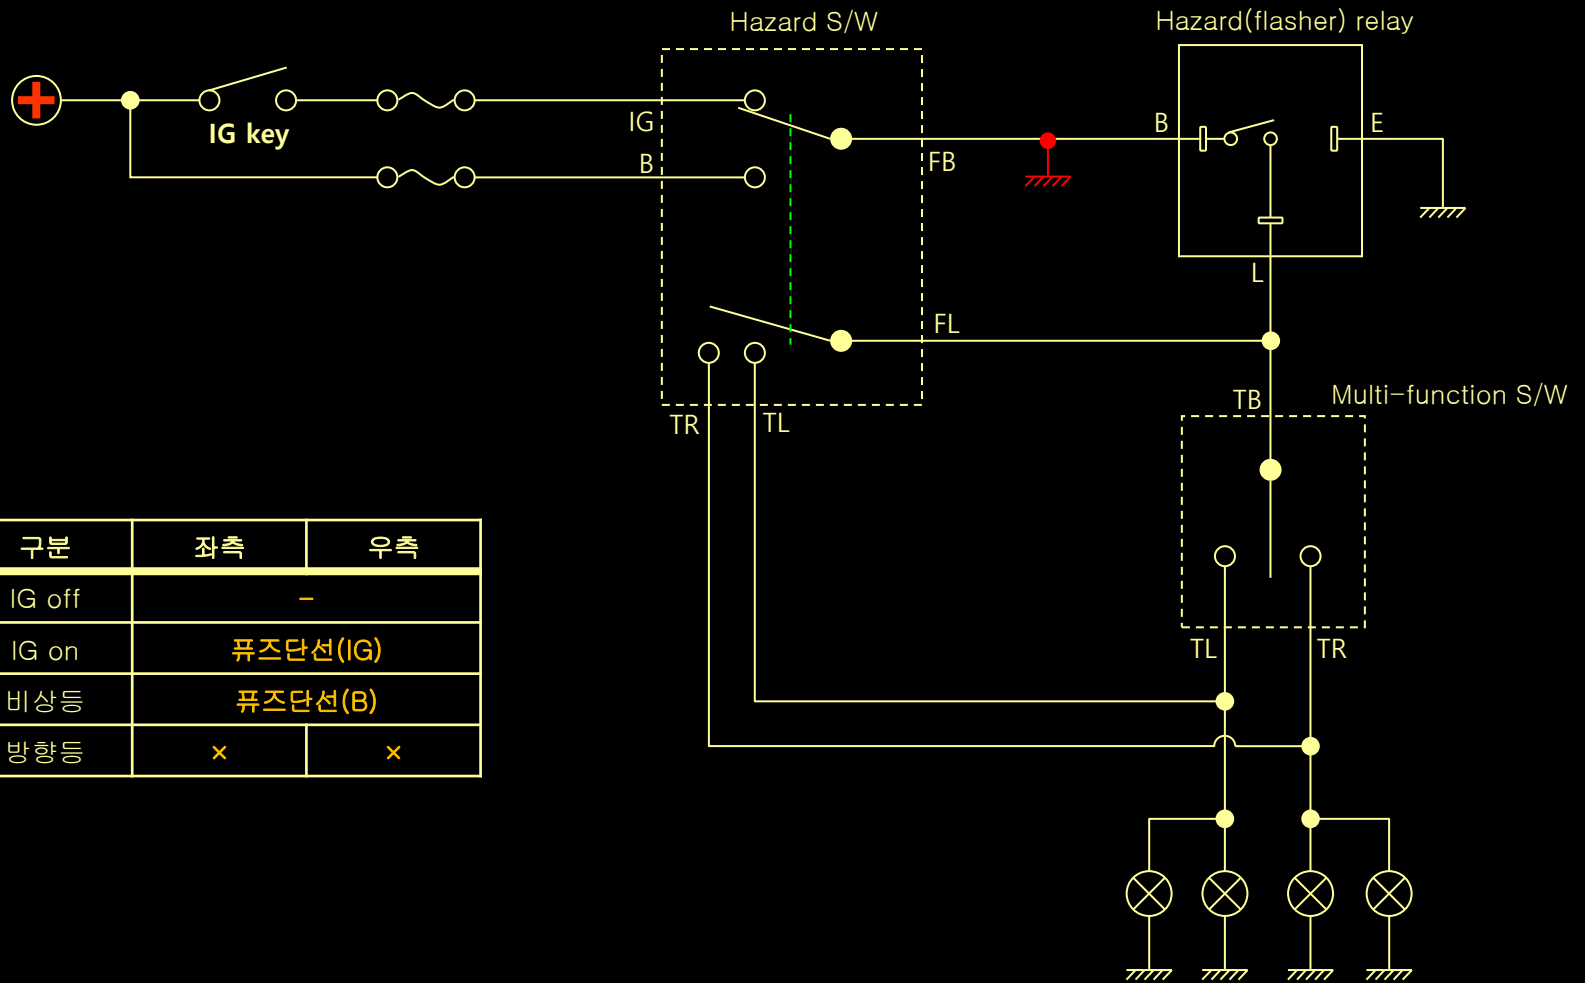 Hazard S/W
Hazard(flasher) relay
IG key
IG
B
FB
B
E
L
FL
TB
Multi-function S/W
TR
TL
TL
TR
구분 좌측 우측
IG off -
IG on 퓨즈단선(IG)
비상등 퓨즈단선(B)
방향등 × ×